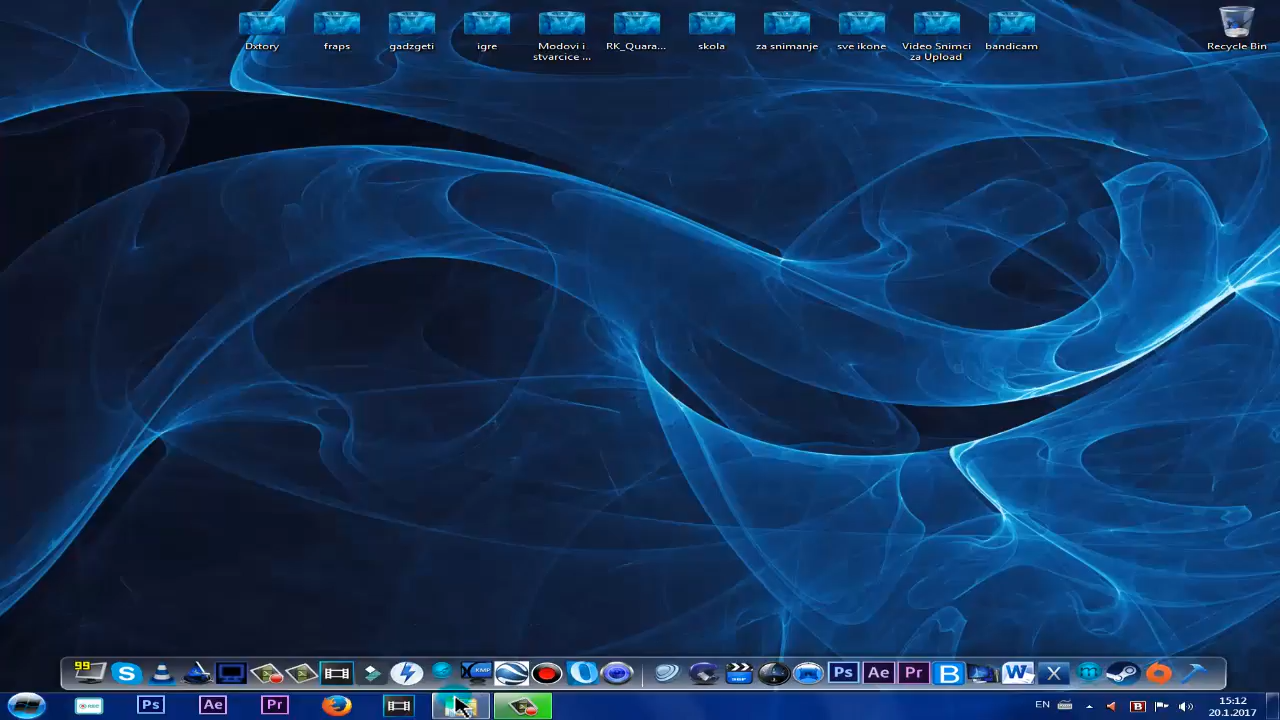 Dxtory
fraps
gadzgeti
igre
Modovi i
stvarcice ...
RK_Quara...
skola
za snimanje
sve ikone
Video Snimci
za Upload
bandicam
Recycle Bin
99
S
XMP
Ps
Ae
Pr
B
W
X
m
Ps
Ae
Pr
EN
B
15:12
20.1.2017